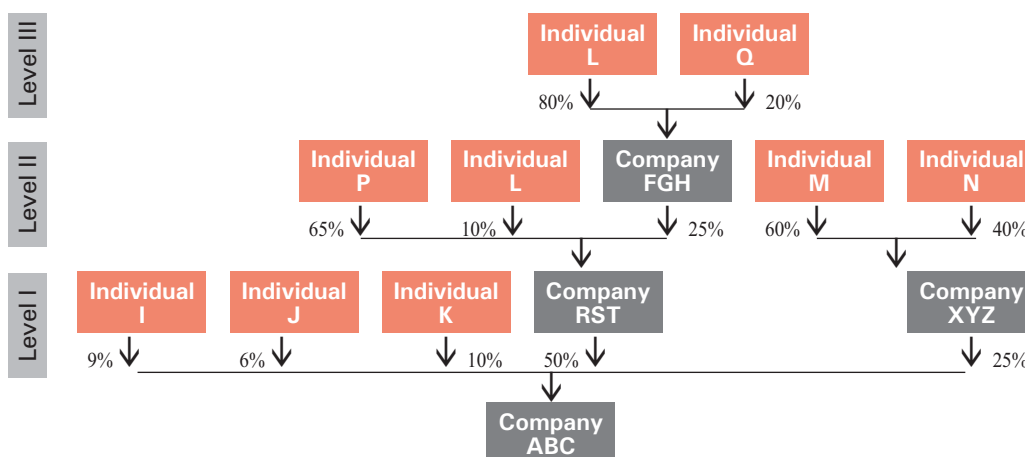 Level III
Individual
L
Individual
Q
80%
20%
Level II
Individual
P
Individual
L
Company
FGH
Individual
M
Individual
N
65%
10%
25%
60%
40%
Level I
Individual
I
Individual
J
Individual
K
Company
RST
Company
XYZ
9%
6%
10%
50%
25%
Company
ABC